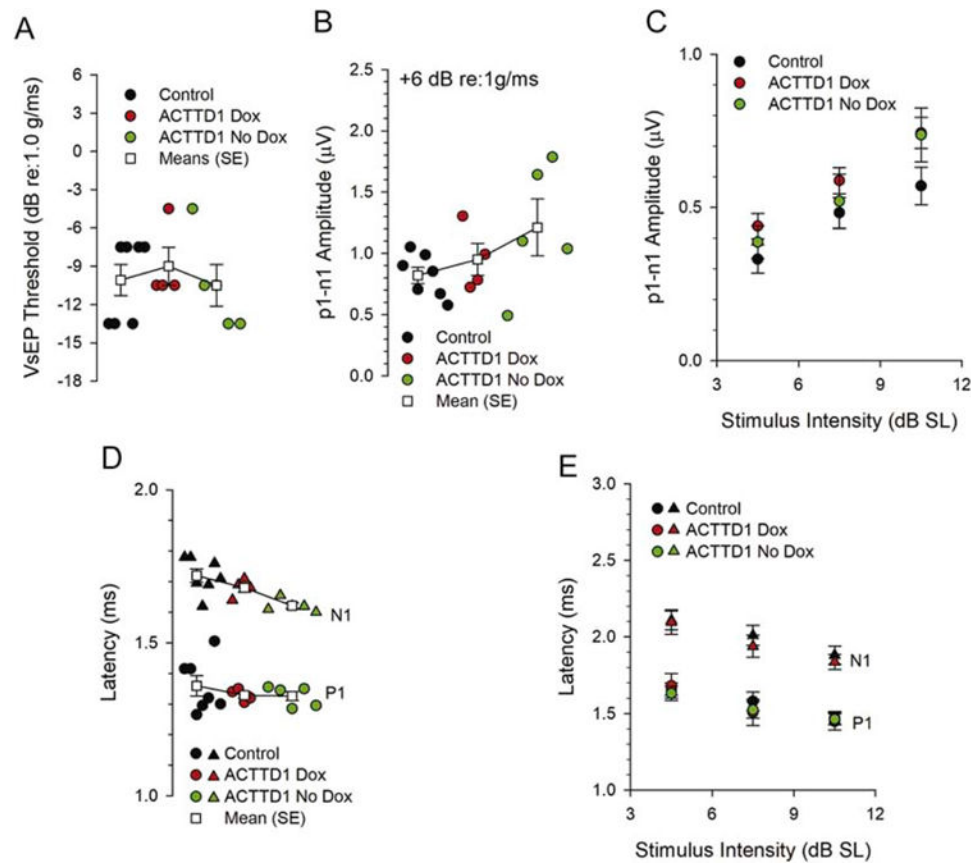 A
VsEP Threshold (dB re:1.0 g/ms)
6
3
0
-3
-6
-9
-12
-15
-18
Control
ACTTD1 Dox
ACTTD1 No Dox
Means (SE)
B
+6 dB re:1g/ms
p1-n1 Amplitude (μV)
2.5
2.0
1.5
1.0
0.5
0.0
Control
ACTTD1 Dox
ACTTD1 No Dox
Mean (SE)
C
p1-n1 Amplitude (μV)
1.0
0.5
0.0
Control
ACTTD1 Dox
ACTTD1 No Dox
3 6 9 12
Stimulus Intensity (dB SL)
D
Latency (ms)
2.0
1.5
1.0
N1
P1
Control
ACTTD1 Dox
ACTTD1 No Dox
Mean (SE)
E
Latency (ms)
3.0
2.5
2.0
1.5
1.0
Control
ACTTD1 Dox
ACTTD1 No Dox
N1
P1
3 6 9 12
Stimulus Intensity (dB SL)